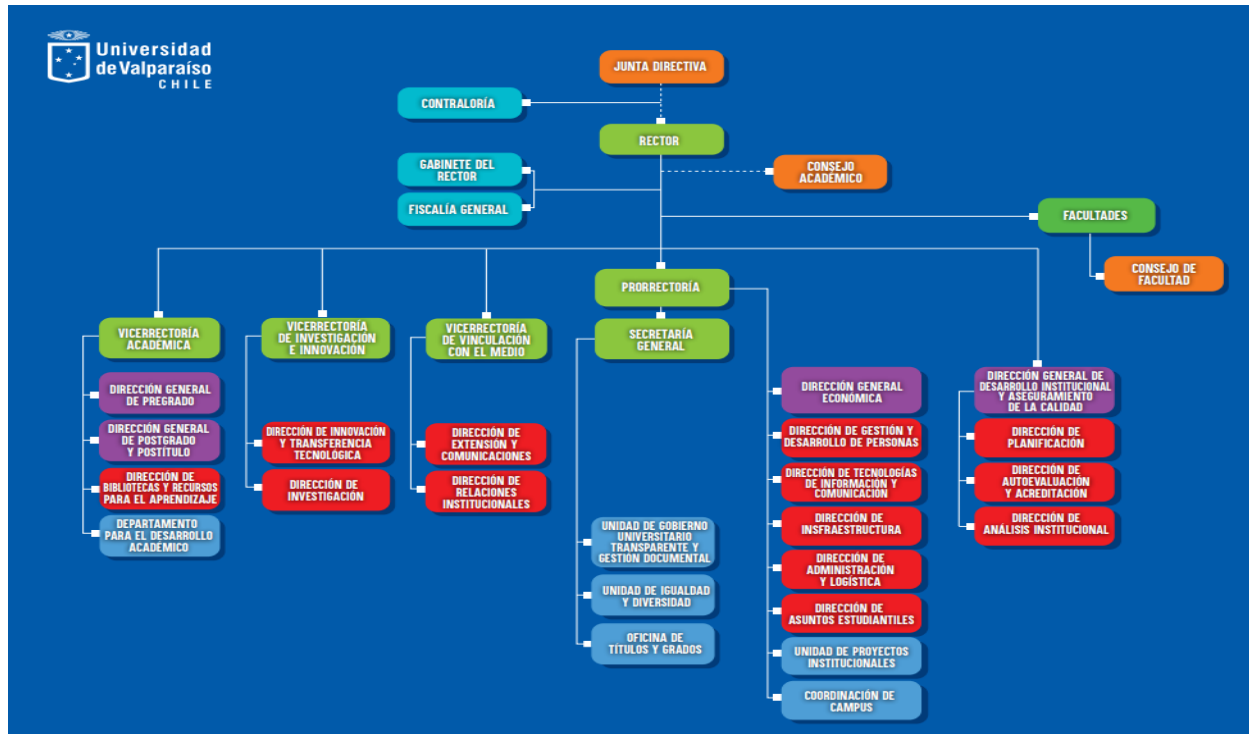 Universidad
de Valparaíso
CHILE
JUNTA DIRECTIVA
CONTRALORÍA
RECTOR
GABINETE DEL
RECTOR
CONSEJO
ACADÉMICO
FISCALÍA GENERAL
FACULTADES
CONSEJO DE
FACULTAD
PRORRECTORÍA
VICERRECTORÍA
ACADÉMICA
VICERRECTORÍA
DE INVESTIGACIÓN
E INNOVACIÓN
VICERRECTORÍA
DE VINCULACIÓN
CON EL MEDIO
SECRETARÍA
GENERAL
DIRECCIÓN GENERAL
DE PREGRADO
DIRECCIÓN GENERAL
DE POSTGRADO
Y POSTÍTULO
DIRECCIÓN DE
BIBLIOTECAS Y RECURSOS
PARA EL APRENDIZAJE
DEPARTAMENTO
PARA EL DESARROLLO
ACADÉMICO
DIRECCIÓN DE INNOVACIÓN
Y TRANSFERENCIA
TECNOLÓGICA
DIRECCIÓN DE
INVESTIGACIÓN
DIRECCIÓN DE
EXTENSIÓN Y
COMUNICACIONES
DIRECCIÓN DE
RELACIONES
INSTITUCIONALES
UNIDAD DE GOBIERNO
UNIVERSITARIO
TRANSPARENTE Y
GESTIÓN DOCUMENTAL
UNIDAD DE IGUALDAD
Y DIVERSIDAD
OFICINA DE
TÍTULOS Y GRADOS
DIRECCIÓN GENERAL
ECONÓMICA
DIRECCIÓN DE GESTIÓN Y
DESARROLLO DE PERSONAS
DIRECCIÓN DE TECNOLOGÍAS
DE INFORMACIÓN Y
COMUNICACIÓN
DIRECCIÓN DE
INSFRAESTRUCTURA
DIRECCIÓN DE
ADMINISTRACIÓN
Y LOGÍSTICA
DIRECCIÓN DE
ASUNTOS ESTUDIANTILES
UNIDAD DE PROYECTOS
INSTITUCIONALES
COORDINACIÓN DE
CAMPUS
DIRECCIÓN GENERAL DE
DESARROLLO INSTITUCIONAL
Y ASEGURAMIENTO
DE LA CALIDAD
DIRECCIÓN DE
PLANIFICACIÓN
DIRECCIÓN DE
AUTOEVALUACIÓN
Y ACREDITACIÓN
DIRECCIÓN DE
ANÁLISIS INSTITUCIONAL